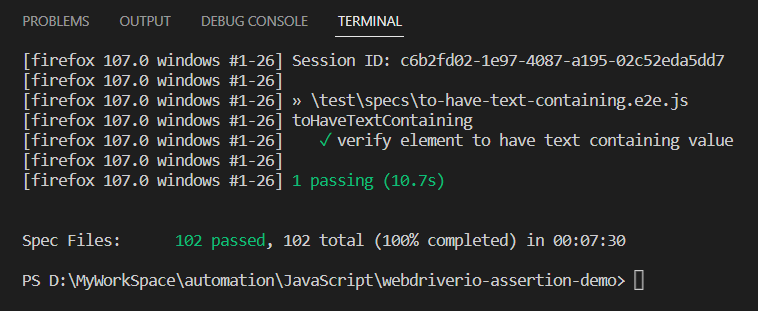 PROBLEMS OUTPUT DEBUG CONSOLE TERMINAL
[firefox 107.0 windows #1-26] Session ID: c6b2fd02-1e97-4087-a195-02c52eda5dd7
[firefox 107.0 windows #1-26]
[firefox 107.0 windows #1-26] » \test\specs\to-have-text-containing.e2e.js
[firefox 107.0 windows #1-26] toHaveTextContaining
[firefox 107.0 windows #1-26] ✓ verify element to have text containing value
[firefox 107.0 windows #1-26]
[firefox 107.0 windows #1-26] 1 passing (10.7s)
Spec Files: 102 passed, 102 total (100% completed) in 00:07:30
PS D:\MyWorkSpace\automation\JavaScript\webdriverio-assertion-demo>